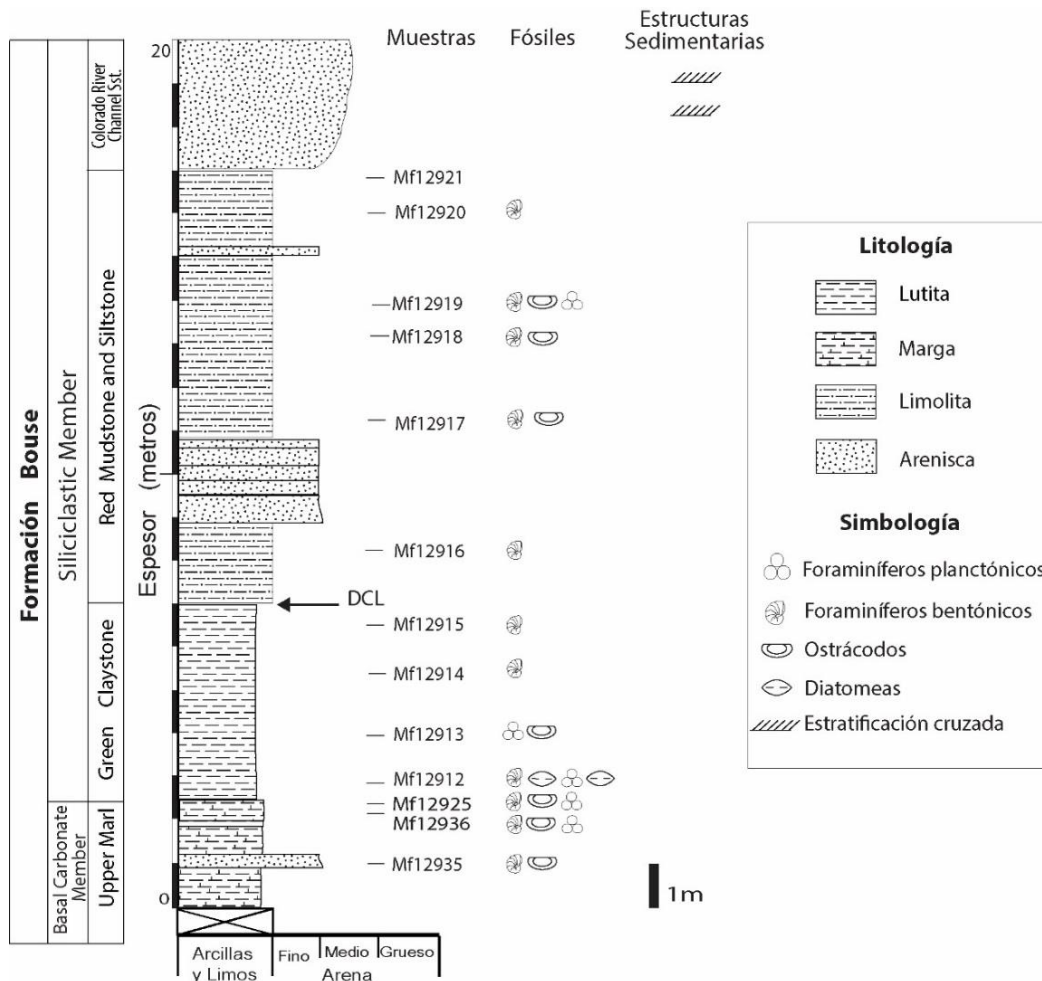 Formación Bouse
Siliciclastic Member
Basal Carbonate
Member
Colorado River
Channel Sst.
Red Mudstone and Siltstone
Green Claystone
Upper Marl
Espesor (metros)
20
0
Muestras
Fósiles
Estructuras
Sedimentarias
Mf12921
Mf12920
Mf12919
Mf12918
Mf12917
Mf12916
DCL
Mf12915
Mf12914
Mf12913
Mf12912
Mf12925
Mf12936
Mf12935
1m
Arcillas
y Limos
Fino
Medio
Grueso
Arena
Litología
Lutita
Marga
Limolita
Arenisca
Simbología
Foraminíferos planctónicos
Foraminíferos bentónicos
Ostrácodos
Diatomeas
Estratificación cruzada